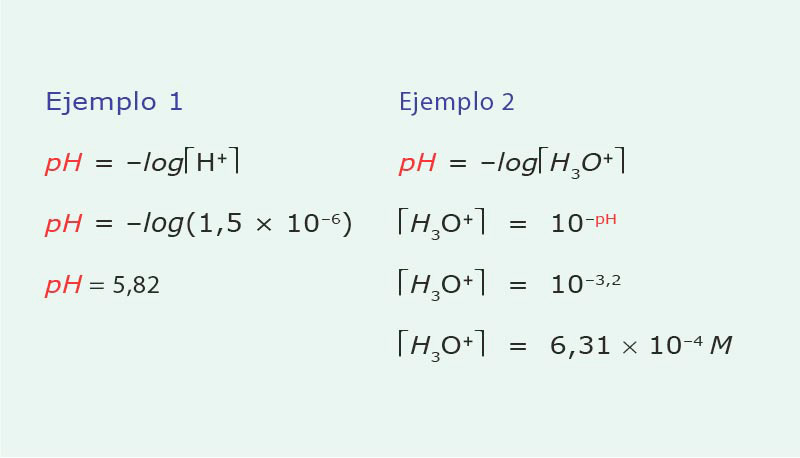 Ejemplo 1
pH = –log⎡H⁺⎤
pH = –log(1,5 × 10⁻⁶)
pH = 5,82
Ejemplo 2
pH = –log⎡H₃O⁺⎤
⎡H₃O⁺⎤ = 10⁻ᵖᴴ
⎡H₃O⁺⎤ = 10⁻³,²
⎡H₃O⁺⎤ = 6,31 × 10⁻⁴ M